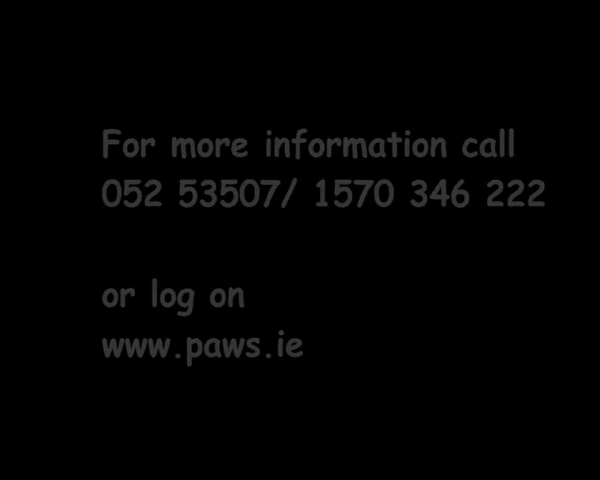 For more information call
052 53507/ 1570 346 222
or log on
www.paws.ie